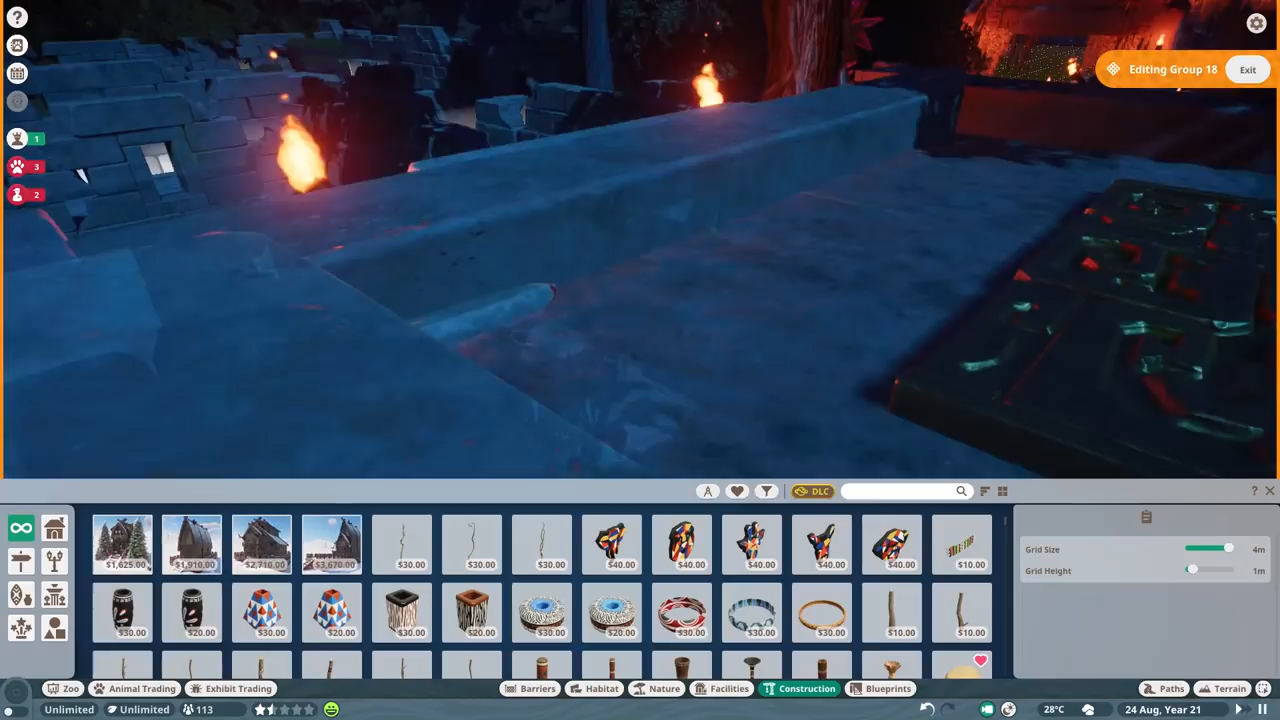 ?
Editing Group 18
Exit
1
3
2
DLC
?
$1,625.00
$1,910.00
$2,710.00
$3,670.00
$30.00
$30.00
$30.00
$40.00
$40.00
$40.00
$40.00
$40.00
$10.00
$30.00
$20.00
$30.00
$20.00
$30.00
$20.00
$30.00
$20.00
$30.00
$30.00
$30.00
$10.00
$10.00
Grid Size
4m
Grid Height
1m
Zoo
Animal Trading
Exhibit Trading
Barriers
Habitat
Nature
Facilities
Construction
Blueprints
Paths
Terrain
Unlimited
Unlimited
113
28°C
24 Aug, Year 21